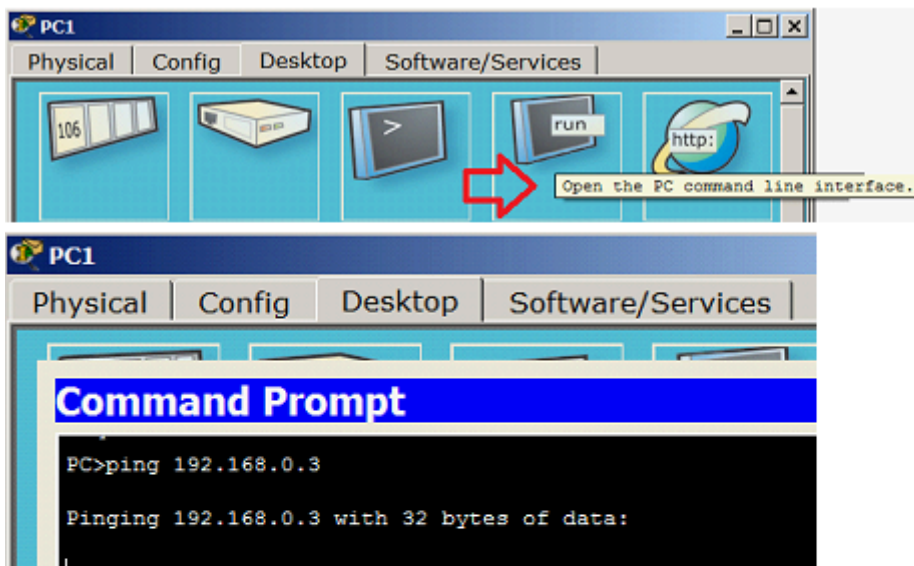 PC1
Physical Config Desktop Software/Services
106
>
run
http:
Open the PC command line interface.
PC1
Physical Config Desktop Software/Services
Command Prompt
PC>ping 192.168.0.3
Pinging 192.168.0.3 with 32 bytes of data: